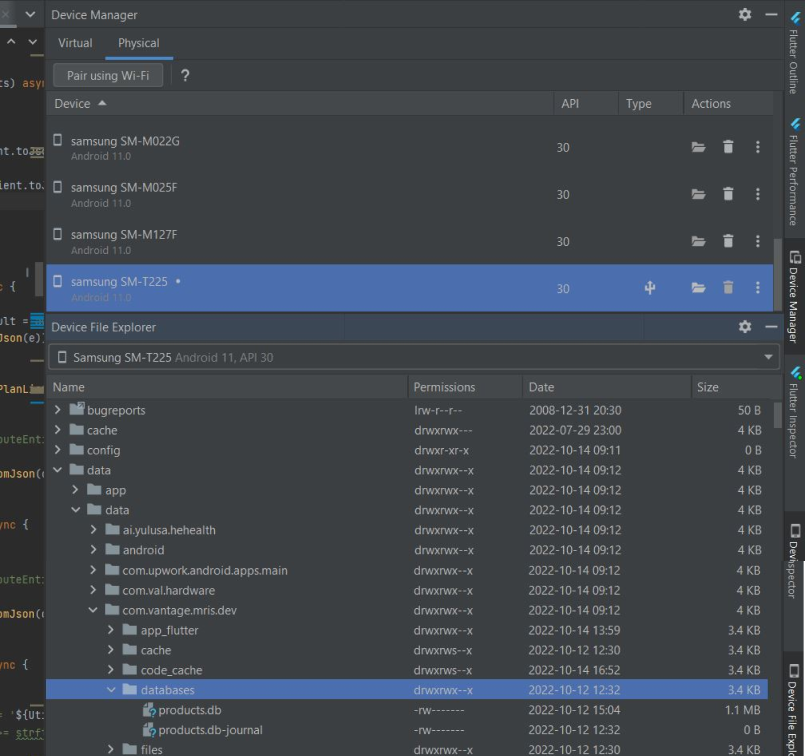 Device Manager
Virtual Physical
Pair using Wi-Fi ?
Device API Type Actions
samsung SM-M022G
Android 11.0
30
samsung SM-M025F
Android 11.0
30
samsung SM-M127F
Android 11.0
30
samsung SM-T225 •
Android 11.0
30
Device File Explorer
Samsung SM-T225 Android 11, API 30
Name Permissions Date Size
bugreports lrw-r--r-- 2008-12-31 20:30 50 B
cache drwxrwx--- 2022-07-29 23:00 4 KB
config drwxr-xr-x 2022-10-14 09:11 0 B
data drwxrwx--x 2022-10-14 09:12 4 KB
app drwxrwx--x 2022-10-14 09:12 4 KB
data drwxrwx--x 2022-10-14 09:12 4 KB
ai.yulusa.hehealth drwxrwx--x 2022-10-14 09:12 4 KB
android drwxrwx--x 2022-10-14 09:12 4 KB
com.upwork.android.apps.main drwxrwx--x 2022-10-14 09:12 4 KB
com.val.hardware drwxrwx--x 2022-10-14 09:12 4 KB
com.vantage.mris.dev drwxrwx--x 2022-10-14 09:12 4 KB
app_flutter drwxrwx--x 2022-10-14 13:59 3.4 KB
cache drwxrws--x 2022-10-12 12:30 3.4 KB
code_cache drwxrws--x 2022-10-14 16:52 3.4 KB
databases drwxrwx--x 2022-10-12 12:32 3.4 KB
products.db -rw------- 2022-10-12 15:04 1.1 MB
products.db-journal -rw------- 2022-10-12 12:32 0 B
files drwxrwx--x 2022-10-12 12:30 3.4 KB
Flutter Outline
Flutter Performance
Device Manager
Flutter Inspector
Device File Expl